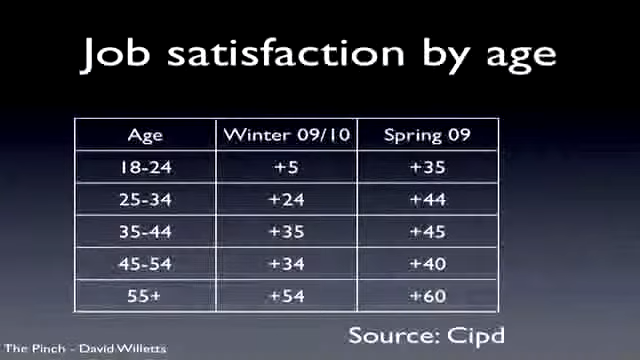 Job satisfaction by age
Age Winter 09/10 Spring 09
18-24 +5 +35
25-34 +24 +44
35-44 +35 +45
45-54 +34 +40
55+ +54 +60
Source: Cipd
The Pinch - David Willetts